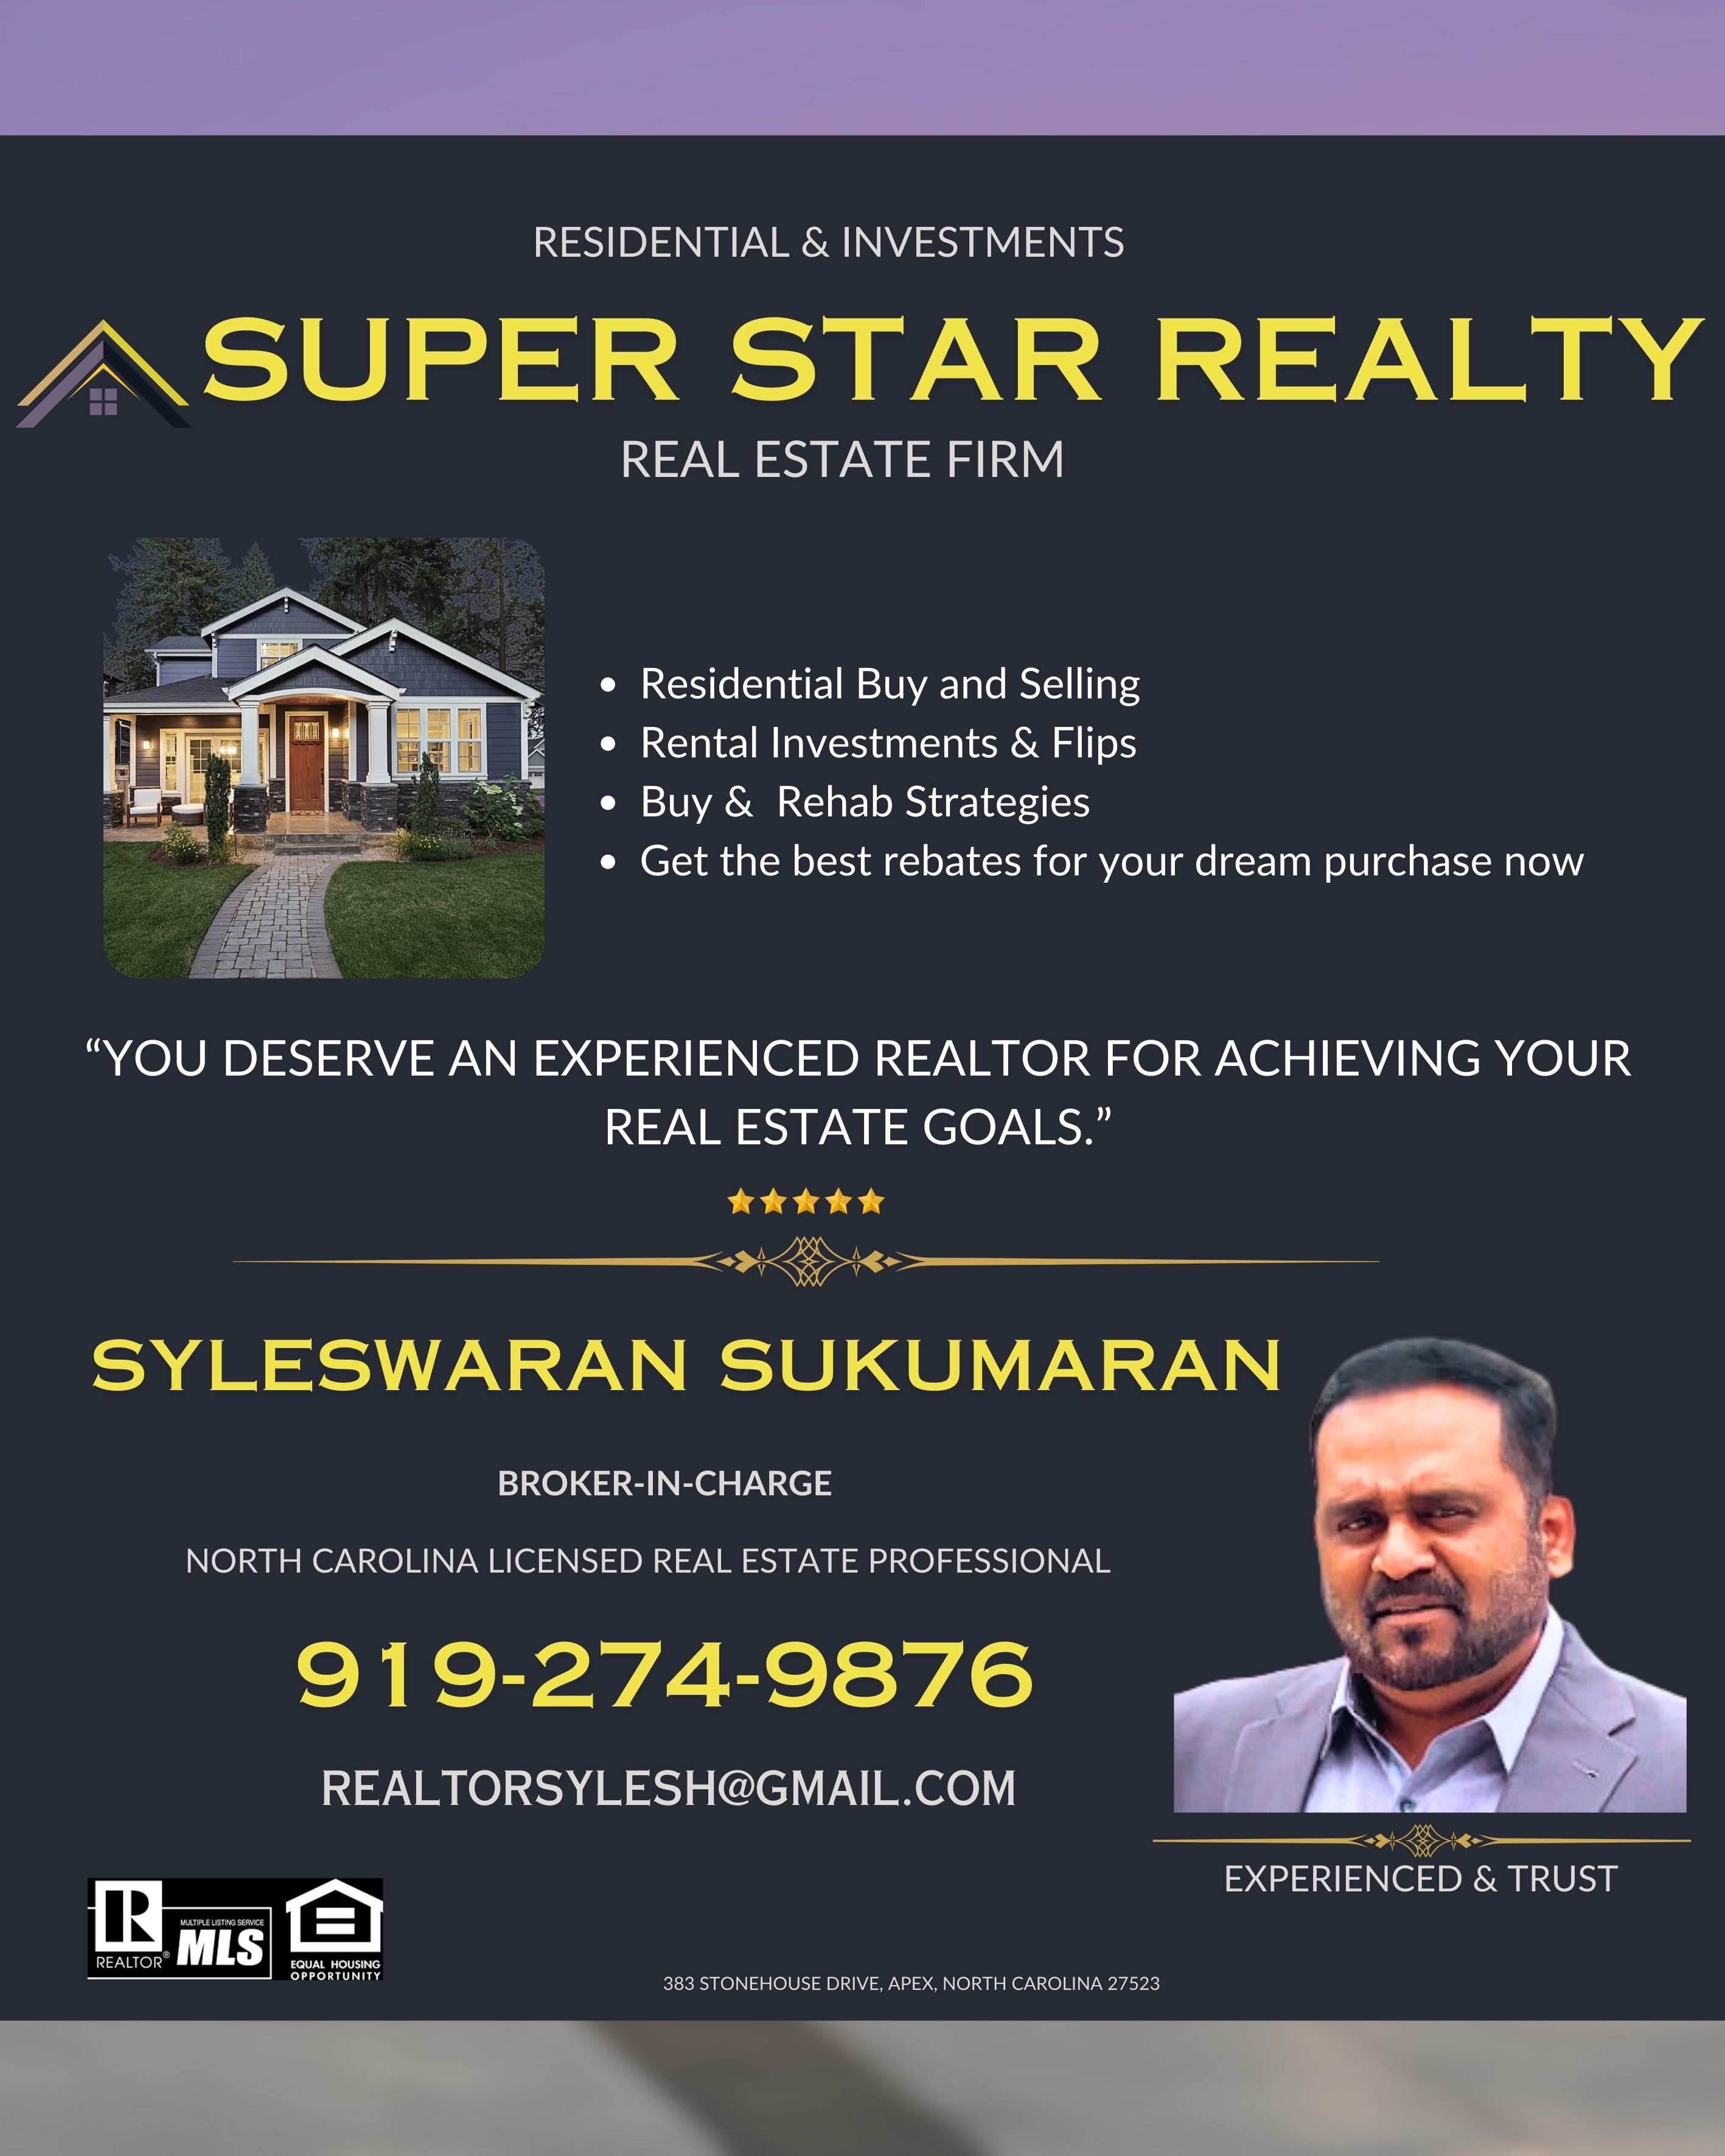 RESIDENTIAL & INVESTMENTS
SUPER STAR REALTY
REAL ESTATE FIRM
• Residential Buy and Selling
• Rental Investments & Flips
• Buy &  Rehab Strategies
• Get the best rebates for your dream purchase now
“YOU DESERVE AN EXPERIENCED REALTOR FOR ACHIEVING YOUR
REAL ESTATE GOALS.”
SYLESWARAN SUKUMARAN
BROKER-IN-CHARGE
NORTH CAROLINA LICENSED REAL ESTATE PROFESSIONAL
919-274-9876
REALTORSYLESH@GMAIL.COM
EXPERIENCED & TRUST
R
REALTOR®
MULTIPLE LISTING SERVICE
MLS
EQUAL HOUSING
OPPORTUNITY
383 STONEHOUSE DRIVE, APEX, NORTH CAROLINA 27523